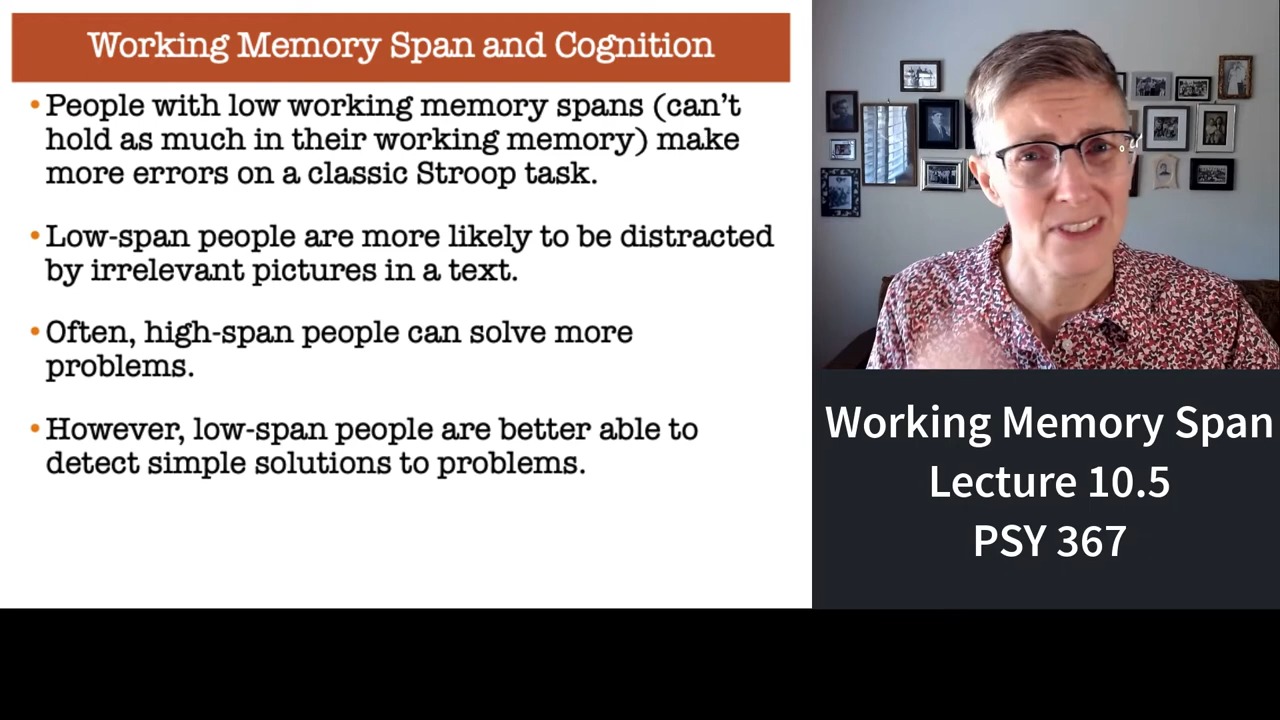 Working Memory Span and Cognition
• People with low working memory spans (can't
hold as much in their working memory) make
more errors on a classic Stroop task.
• Low-span people are more likely to be distracted
by irrelevant pictures in a text.
• Often, high-span people can solve more
problems.
• However, low-span people are better able to
detect simple solutions to problems.
Working Memory Span
Lecture 10.5
PSY 367